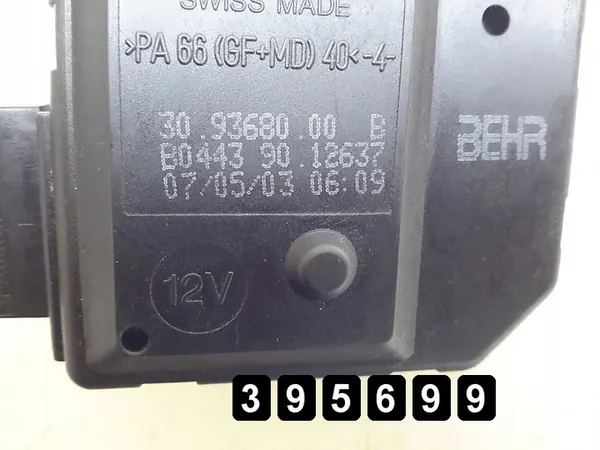 SWISS MADE
>PA 66 (GF+MD) 40<-4-
30.93680.00 B
B0443 90.12637
07/05/03 06:09
BEHR
12V
395699